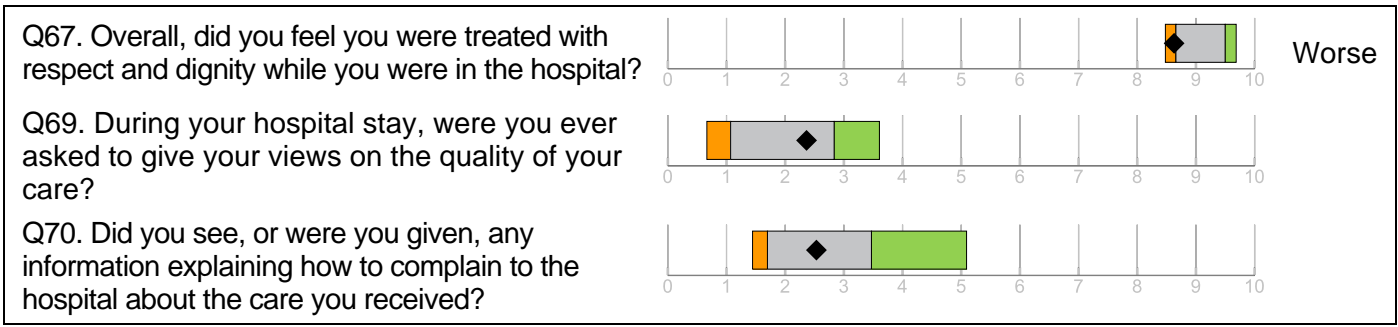 Q67. Overall, did you feel you were treated with
respect and dignity while you were in the hospital?
0 1 2 3 4 5 6 7 8 9 10
Worse
Q69. During your hospital stay, were you ever
asked to give your views on the quality of your
care?
0 1 2 3 4 5 6 7 8 9 10
Q70. Did you see, or were you given, any
information explaining how to complain to the
hospital about the care you received?
0 1 2 3 4 5 6 7 8 9 10